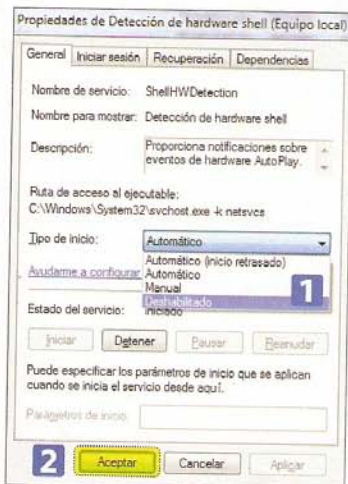 Propiedades de Detección de hardware shell (Equipo local)
General Iniciar sesión Recuperación Dependencias
Nombre de servicio: ShellHWDetection
Nombre para mostrar: Detección de hardware shell
Descripción: Proporciona notificaciones sobre
eventos de hardware AutoPlay.
Ruta de acceso al ejecutable:
C:\Windows\System32\svchost.exe -k netsvcs
Tipo de inicio: Automático
Automático (inicio retrasado)
Ayudarme a configurar Automático
Manual
Deshabilitado 1
Estado del servicio: Iniciado
Iniciar Detener Pausar Reanudar
Puede especificar los parámetros de inicio que se aplican
cuando se inicia el servicio desde aquí.
Parámetros de inicio:
2 Aceptar Cancelar Aplicar